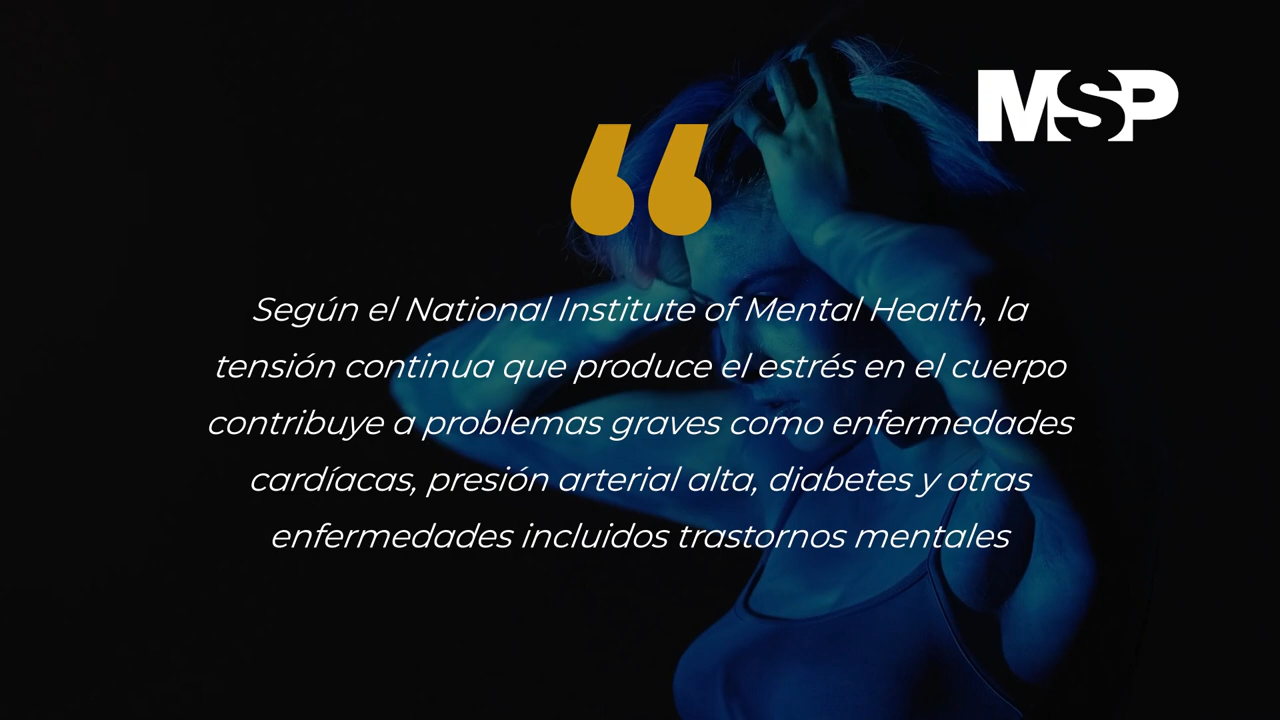 MSP
“
Según el National Institute of Mental Health, la
tensión continua que produce el estrés en el cuerpo
contribuye a problemas graves como enfermedades
cardíacas, presión arterial alta, diabetes y otras
enfermedades incluidos trastornos mentales